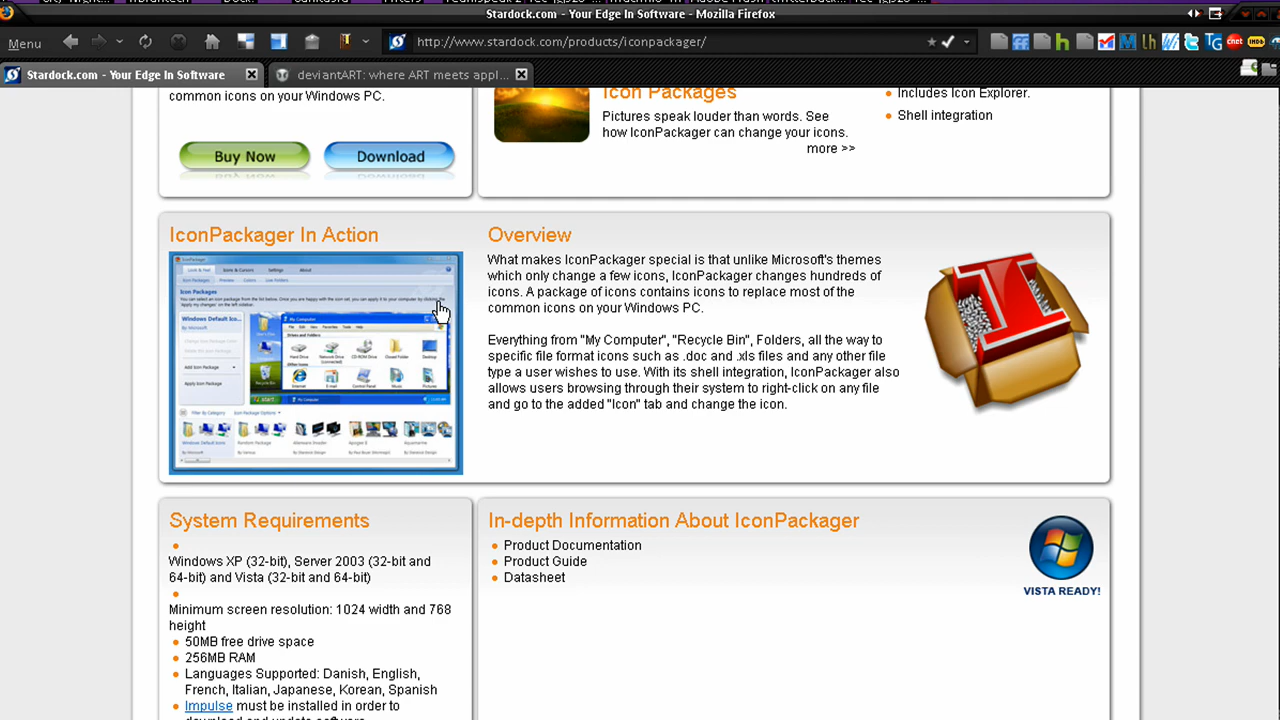 Stardock.com - Your Edge In Software - Mozilla Firefox
Menu
http://www.stardock.com/products/iconpackager/
Stardock.com - Your Edge In Software
deviantART: where ART meets appl...
common icons on your Windows PC.
Buy Now
Download
Icon Packages
Pictures speak louder than words. See
how IconPackager can change your icons.
more >>
Includes Icon Explorer.
Shell integration
IconPackager In Action
Overview
What makes IconPackager special is that unlike Microsoft's themes
which only change a few icons, IconPackager changes hundreds of
icons. A package of icons contains icons to replace most of the
common icons on your Windows PC.
Everything from "My Computer", "Recycle Bin", Folders, all the way to
specific file format icons such as .doc and .xls files and any other file
type a user wishes to use. With its shell integration, IconPackager also
allows users browsing through their system to right-click on any file
and go to the added "Icon" tab and change the icon.
System Requirements
Windows XP (32-bit), Server 2003 (32-bit and
64-bit) and Vista (32-bit and 64-bit)
Minimum screen resolution: 1024 width and 768
height
50MB free drive space
256MB RAM
Languages Supported: Danish, English,
French, Italian, Japanese, Korean, Spanish
Impulse must be installed in order to
download and update software
In-depth Information About IconPackager
Product Documentation
Product Guide
Datasheet
VISTA READY!